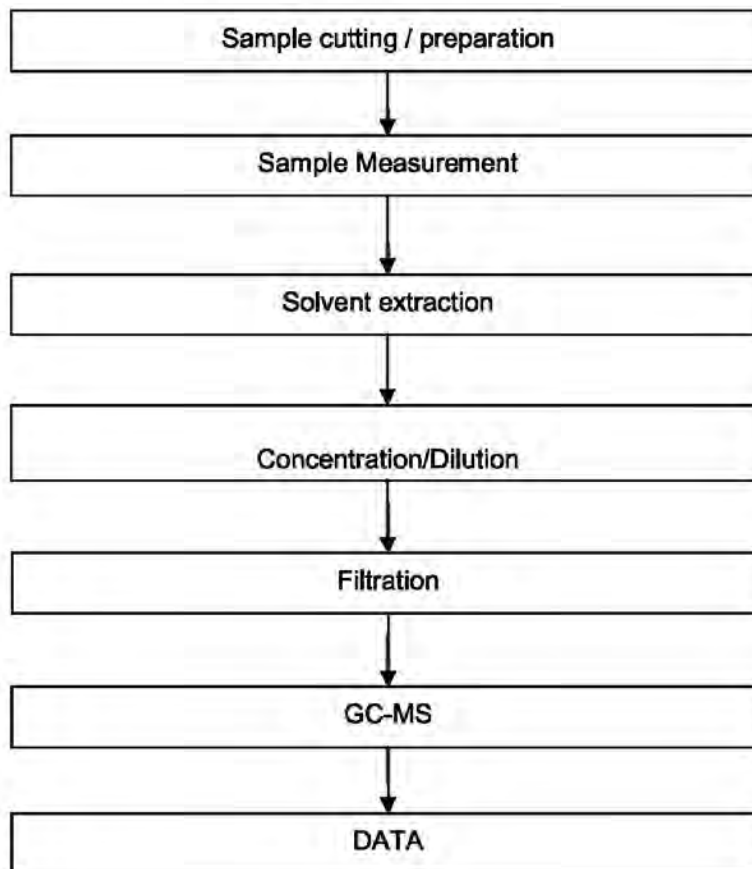 Sample cutting / preparation
Sample Measurement
Solvent extraction
Concentration/Dilution
Filtration
GC-MS
DATA